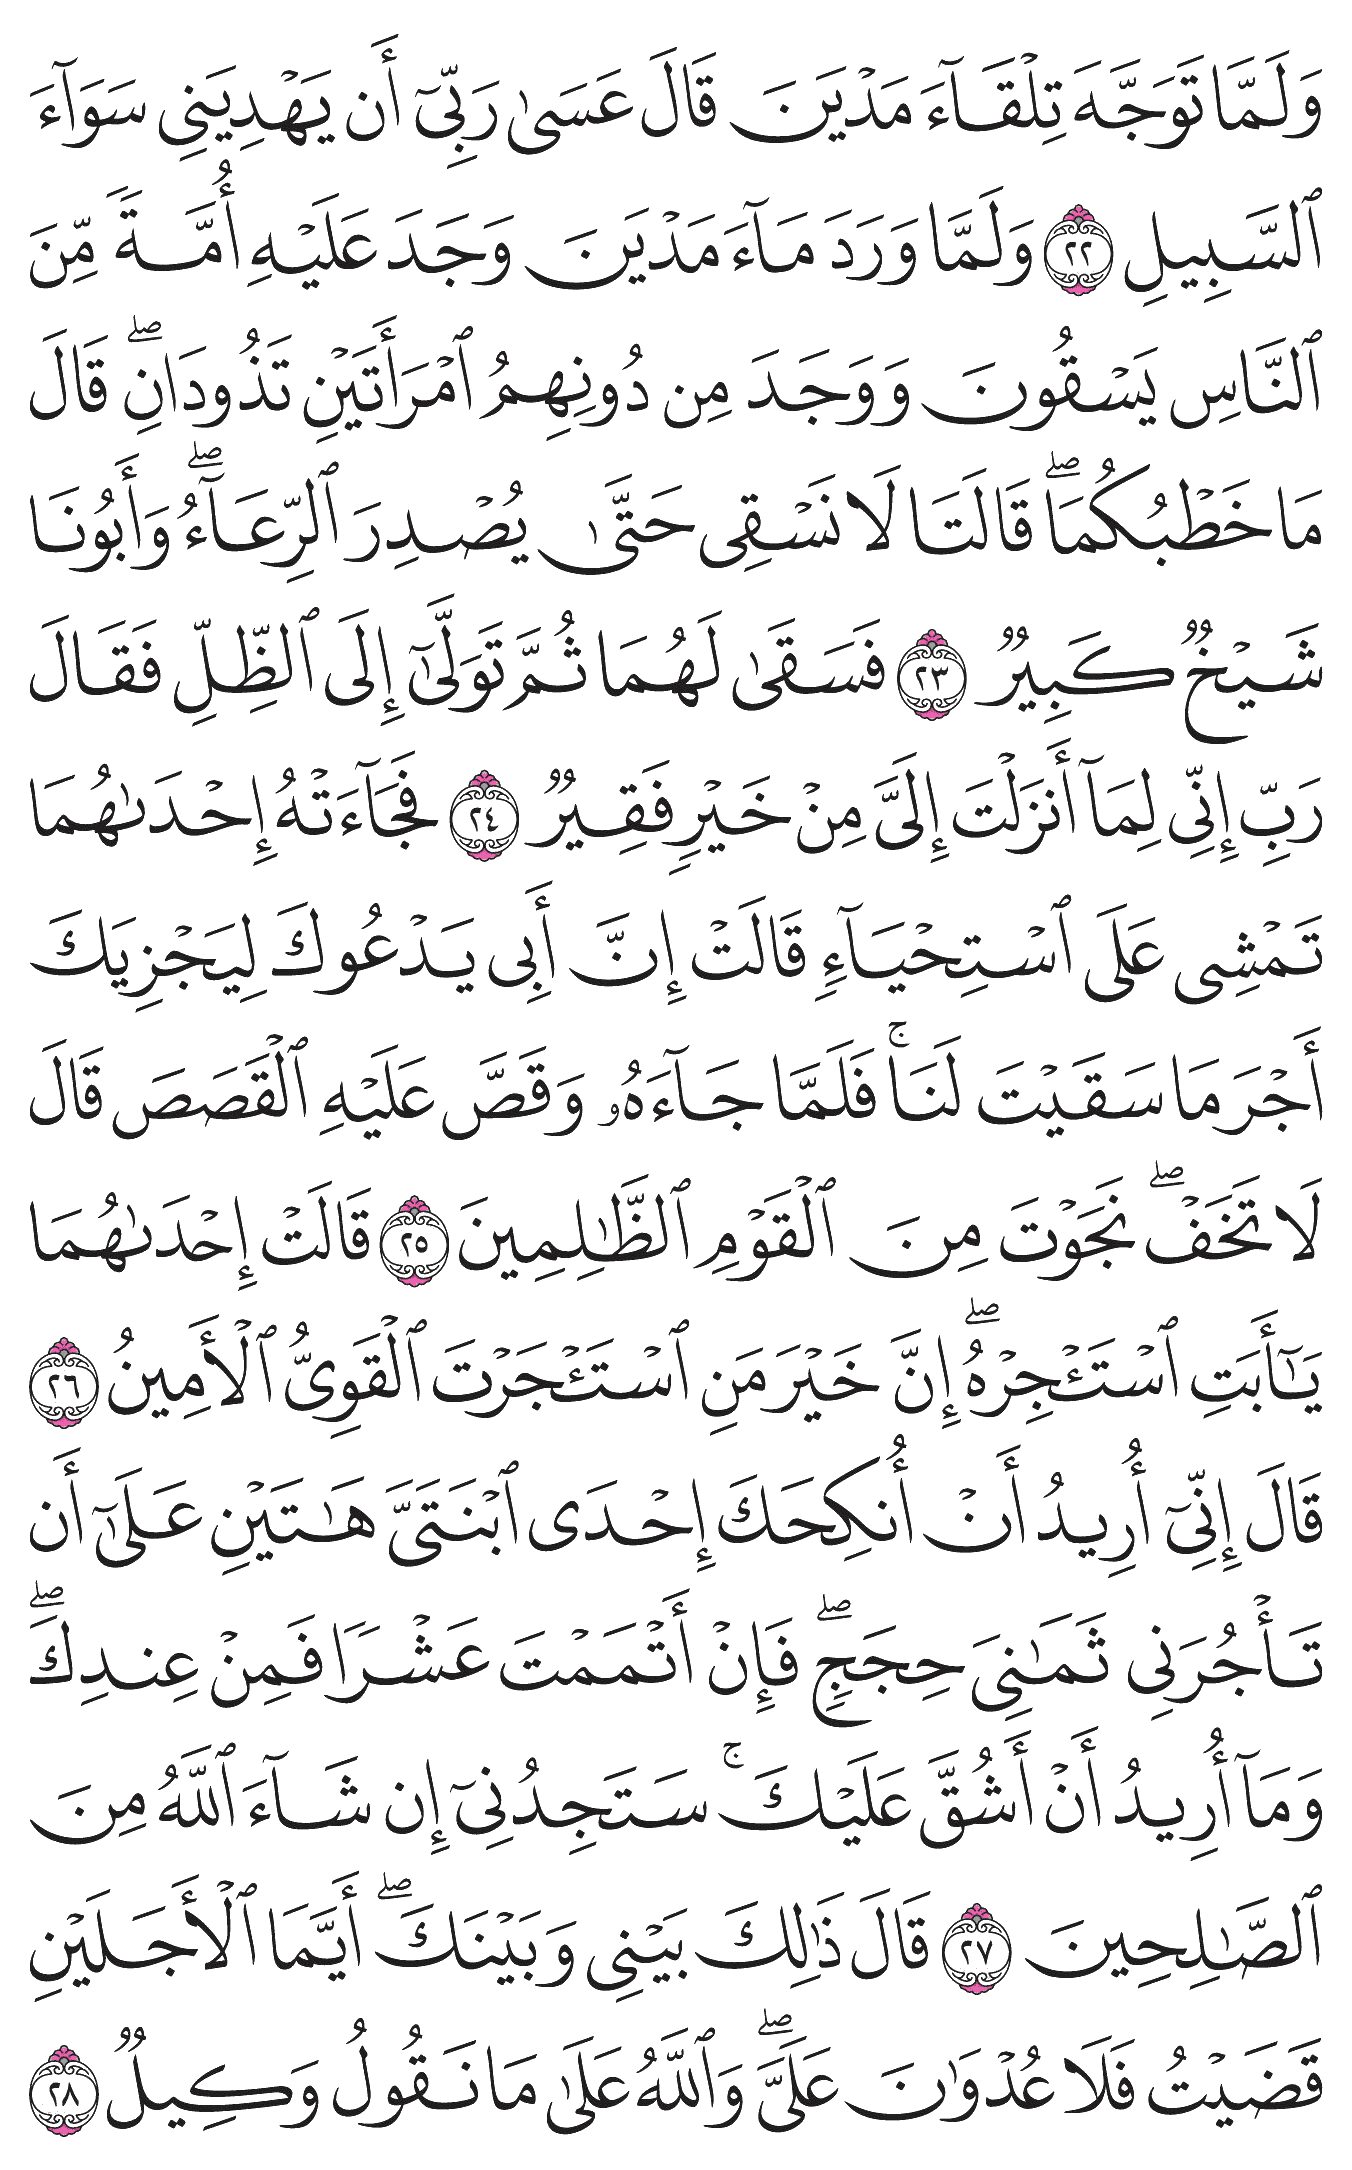 وَلَمَّا تَوَجَّهَ تِلۡقَآءَ مَدۡيَنَ قَالَ عَسَىٰ رَبِّيٓ أَن يَهۡدِيَنِي سَوَآءَ
ٱلسَّبِيلِ ٢٢ وَلَمَّا وَرَدَ مَآءَ مَدۡيَنَ وَجَدَ عَلَيۡهِ أُمَّةٗ مِّنَ
ٱلنَّاسِ يَسۡقُونَ وَوَجَدَ مِن دُونِهِمُ ٱمۡرَأَتَيۡنِ تَذُودَانِۖ قَالَ
مَا خَطۡبُكُمَاۖ قَالَتَا لَا نَسۡقِي حَتَّىٰ يُصۡدِرَ ٱلرِّعَآءُۖ وَأَبُونَا
شَيۡخٞ كَبِيرٞ ٢٣ فَسَقَىٰ لَهُمَا ثُمَّ تَوَلَّىٰٓ إِلَى ٱلظِّلِّ فَقَالَ
رَبِّ إِنِّي لِمَآ أَنزَلۡتَ إِلَيَّ مِنۡ خَيۡرٖ فَقِيرٞ ٢٤ فَجَآءَتۡهُ إِحۡدَىٰهُمَا
تَمۡشِي عَلَى ٱسۡتِحۡيَآءٖ قَالَتۡ إِنَّ أَبِي يَدۡعُوكَ لِيَجۡزِيَكَ
أَجۡرَ مَا سَقَيۡتَ لَنَاۚ فَلَمَّا جَآءَهُۥ وَقَصَّ عَلَيۡهِ ٱلۡقَصَصَ قَالَ
لَا تَخَفۡۖ نَجَوۡتَ مِنَ ٱلۡقَوۡمِ ٱلظَّٰلِمِينَ ٢٥ قَالَتۡ إِحۡدَىٰهُمَا
يَٰٓأَبَتِ ٱسۡتَـٔۡجِرۡهُۖ إِنَّ خَيۡرَ مَنِ ٱسۡتَـٔۡجَرۡتَ ٱلۡقَوِيُّ ٱلۡأَمِينُ ٢٦
قَالَ إِنِّيٓ أُرِيدُ أَنۡ أُنكِحَكَ إِحۡدَى ٱبۡنَتَيَّ هَٰتَيۡنِ عَلَىٰٓ أَن
تَأۡجُرَنِي ثَمَٰنِيَ حِجَجٖۖ فَإِنۡ أَتۡمَمۡتَ عَشۡرٗا فَمِنۡ عِندِكَۖ
وَمَآ أُرِيدُ أَنۡ أَشُقَّ عَلَيۡكَۚ سَتَجِدُنِيٓ إِن شَآءَ ٱللَّهُ مِنَ
ٱلصَّٰلِحِينَ ٢٧ قَالَ ذَٰلِكَ بَيۡنِي وَبَيۡنَكَۖ أَيَّمَا ٱلۡأَجَلَيۡنِ
قَضَيۡتُ فَلَا عُدۡوَٰنَ عَلَيَّۖ وَٱللَّهُ عَلَىٰ مَا نَقُولُ وَكِيلٞ ٢٨